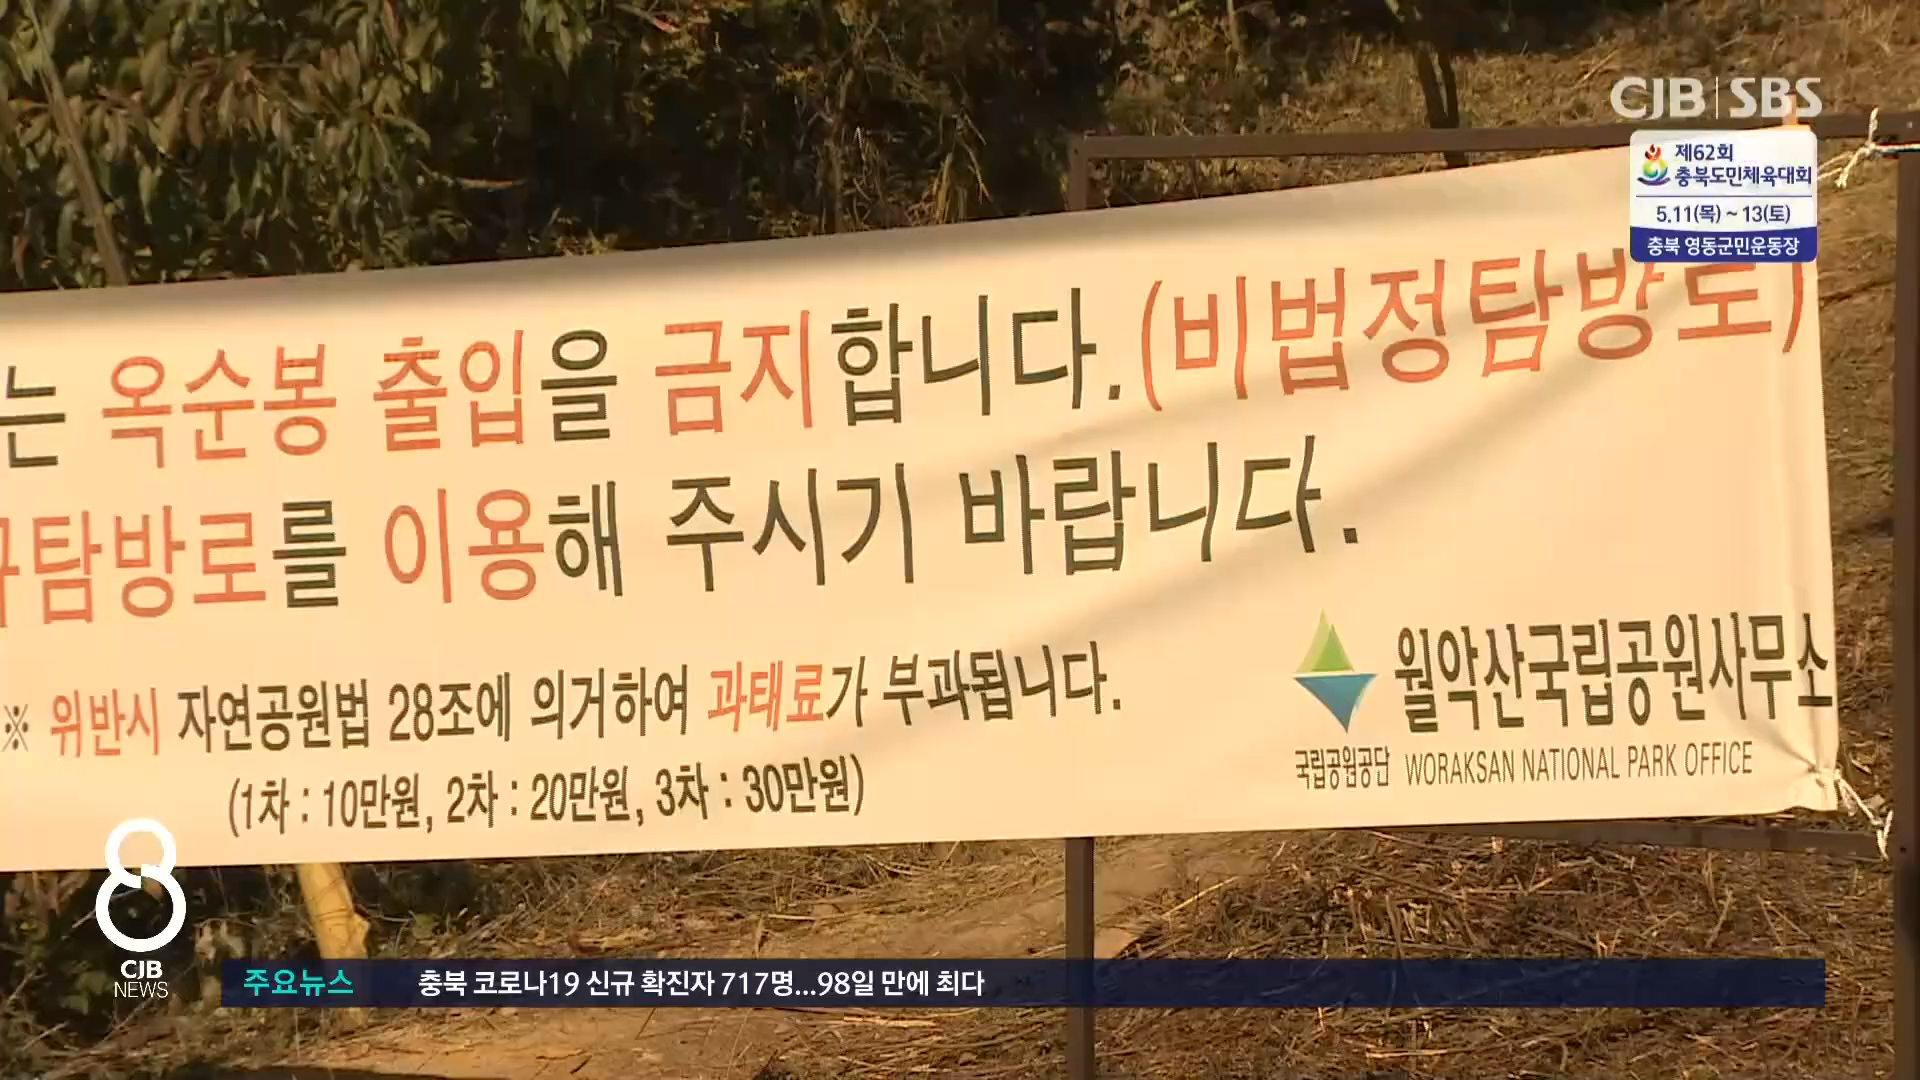 CJB SBS
제62회
충북도민체육대회
5.11(목) ~ 13(토)
충북 영동군민운동장
는 옥순봉 출입을 금지합니다.(비법정탐방로)
탐방로를 이용해 주시기 바랍니다.
※ 위반시 자연공원법 28조에 의거하여 과태료가 부과됩니다.
(1차 : 10만원, 2차 : 20만원, 3차 : 30만원)
월악산국립공원사무소
국립공원공단 WORAKSAN NATIONAL PARK OFFICE
8
CJB
NEWS
주요뉴스 충북 코로나19 신규 확진자 717명...98일 만에 최다